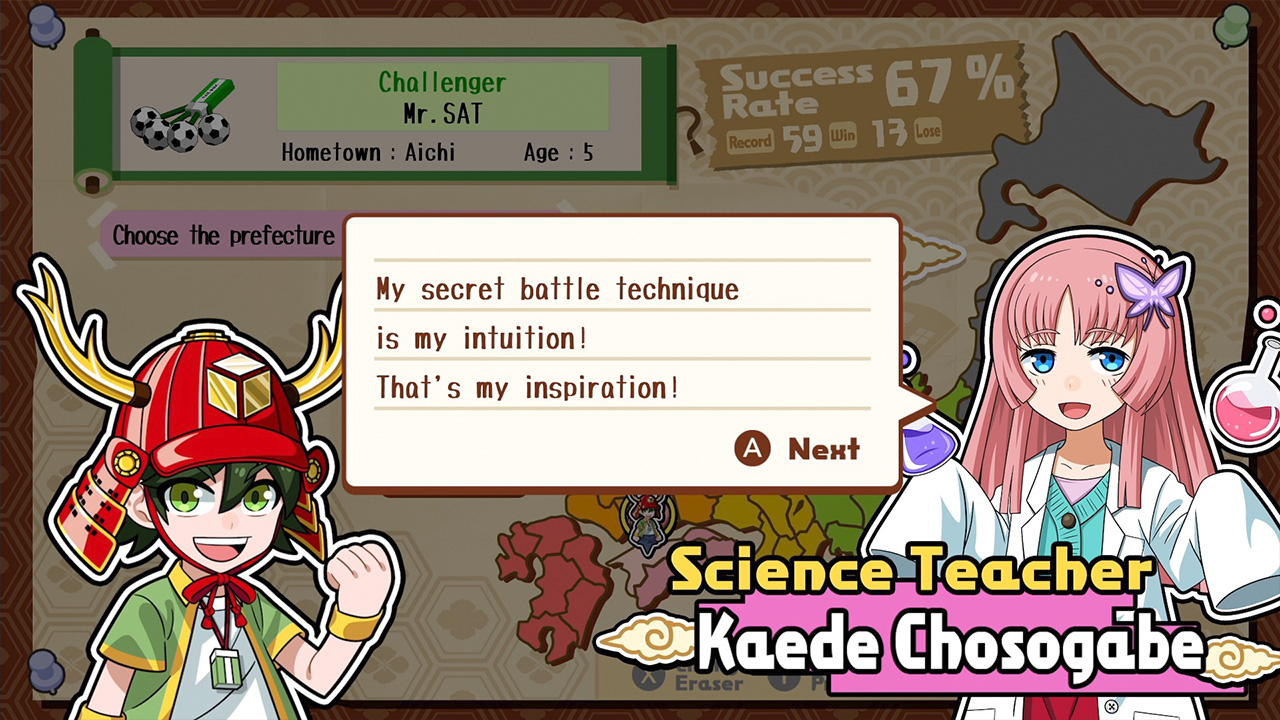 Challenger
Mr. SAT
Hometown : Aichi
Age : 5
Success
Rate
67 %
Record 59 Win 13 Lose
Choose the prefecture
My secret battle technique
is my intuition!
That's my inspiration!
A Next
Science Teacher
Kaede Chosogabe
X Eraser